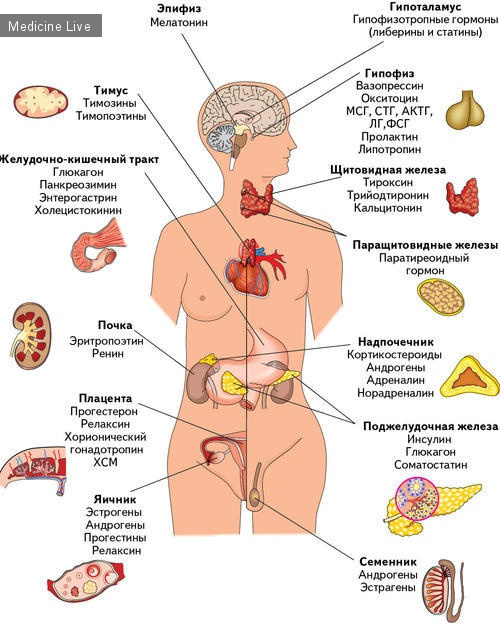 Medicine Live
Эпифиз
Мелатонин
Гипоталамус
Гипофизотропные гормоны
(либерины и статины)
Тимус
Тимозины
Тимопоэтины
Гипофиз
Вазопрессин
Окситоцин
МСГ, СТГ, АКТГ,
ЛГ,ФСГ
Пролактин
Липотропин
Желудочно-кишечный тракт
Глюкагон
Панкреозимин
Энтерогастрин
Холецистокинин
Щитовидная железа
Тироксин
Трийодтиронин
Кальцитонин
Паращитовидные железы
Паратиреоидный
гормон
Почка
Эритропоэтин
Ренин
Надпочечник
Кортикостероиды
Андрогены
Адреналин
Норадреналин
Плацента
Прогестерон
Релаксин
Хорионический
гонадотропин
ХСМ
Поджелудочная железа
Инсулин
Глюкагон
Соматостатин
Яичник
Эстрогены
Андрогены
Прогестины
Релаксин
Семенник
Андрогены
Эстрагены